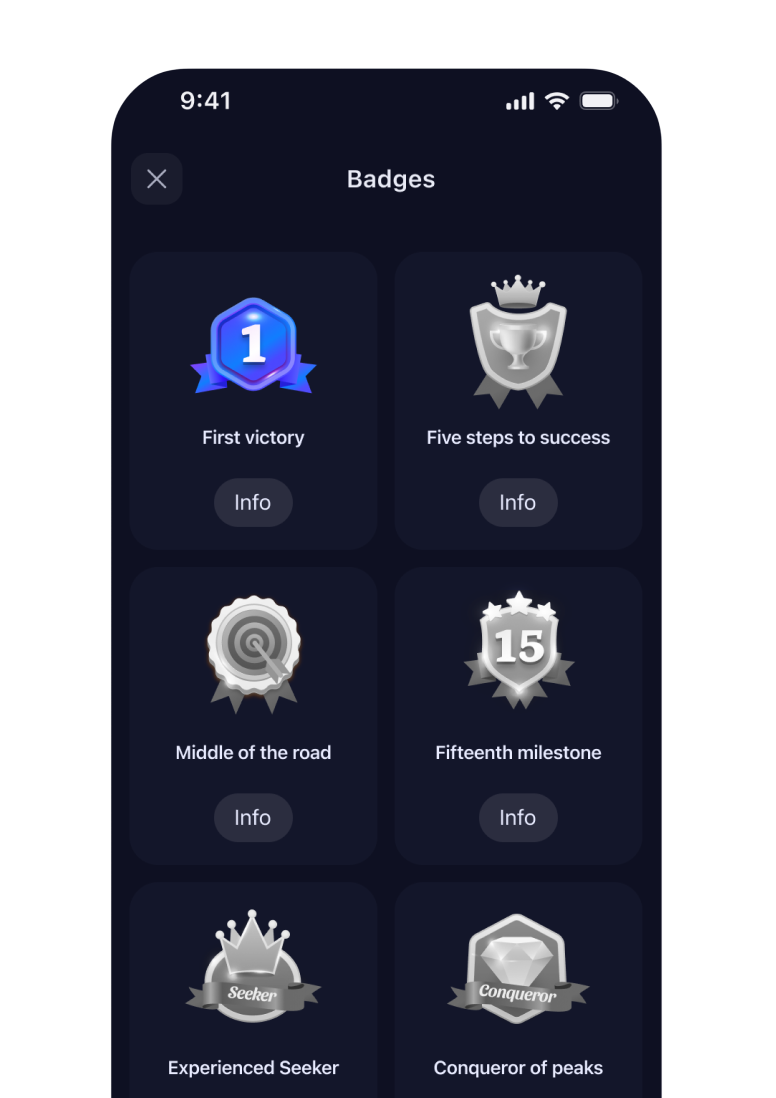 9:41
Badges
1
First victory
Info
Five steps to success
Info
Middle of the road
Info
15
Fifteenth milestone
Info
Seeker
Experienced Seeker
Conqueror
Conqueror of peaks